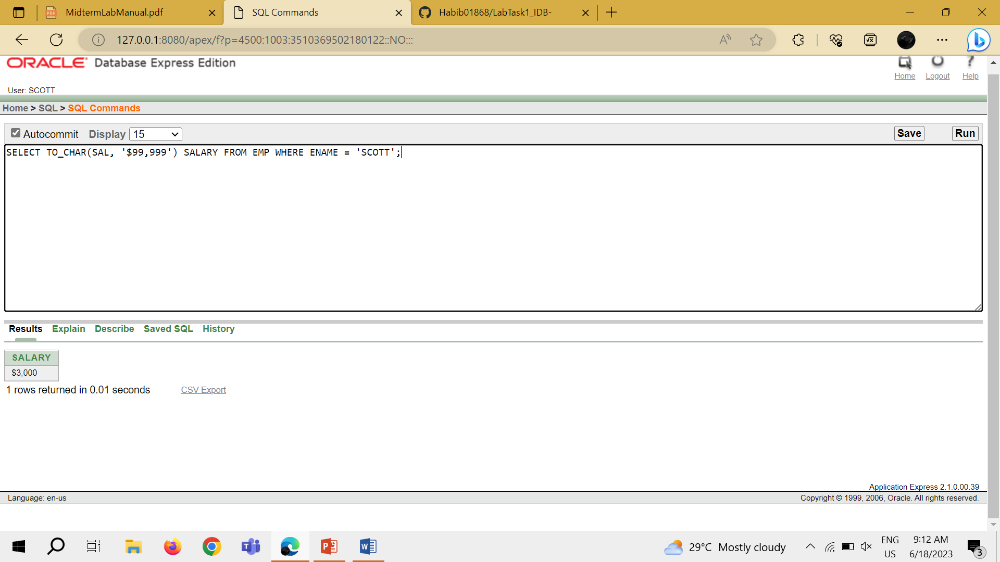 MidtermLabManual.pdf
SQL Commands
Habib01868/LabTask1_IDB-
127.0.0.1:8080/apex/f?p=4500:1003:3510369502180122::NO:::
ORACLE Database Express Edition
Home
Logout
Help
User: SCOTT
Home > SQL > SQL Commands
Autocommit Display 15 Save Run
SELECT TO_CHAR(SAL, '$99,999') SALARY FROM EMP WHERE ENAME = 'SCOTT';
Results Explain Describe Saved SQL History
SALARY
$3,000
1 rows returned in 0.01 seconds CSV Export
Application Express 2.1.0.00.39
Language: en-us Copyright © 1999, 2006, Oracle. All rights reserved.
29°C Mostly cloudy
ENG
US
9:12 AM
6/18/2023
3